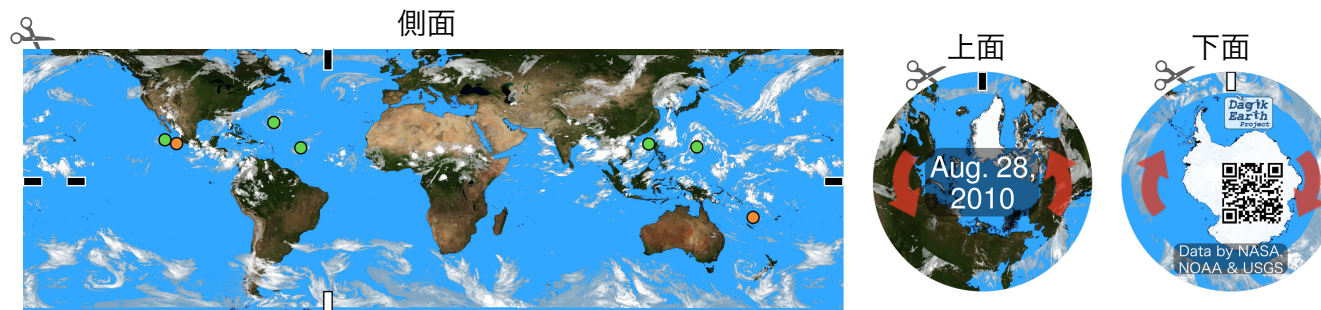 側面
上面
下面
Aug. 28,
2010
Dagik
Earth
Project
Data by NASA,
NOAA & USGS